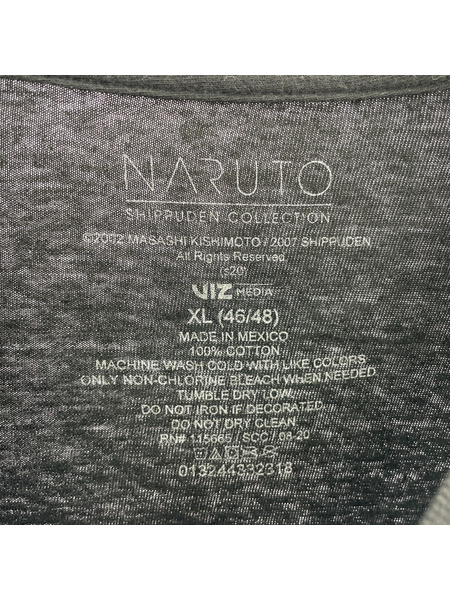 NARUTO
SHIPPUDEN COLLECTION
©2002 MASASHI KISHIMOTO / 2007 SHIPPUDEN
All Rights Reserved.
(s20)
VIZ MEDIA
XL (46/48)
MADE IN MEXICO
100% COTTON
MACHINE WASH COLD WITH LIKE COLORS
ONLY NON-CHLORINE BLEACH WHEN NEEDED
TUMBLE DRY LOW
DO NOT IRON IF DECORATED
DO NOT DRY CLEAN
RN# 115665 / SCC / 08-20
013244332318